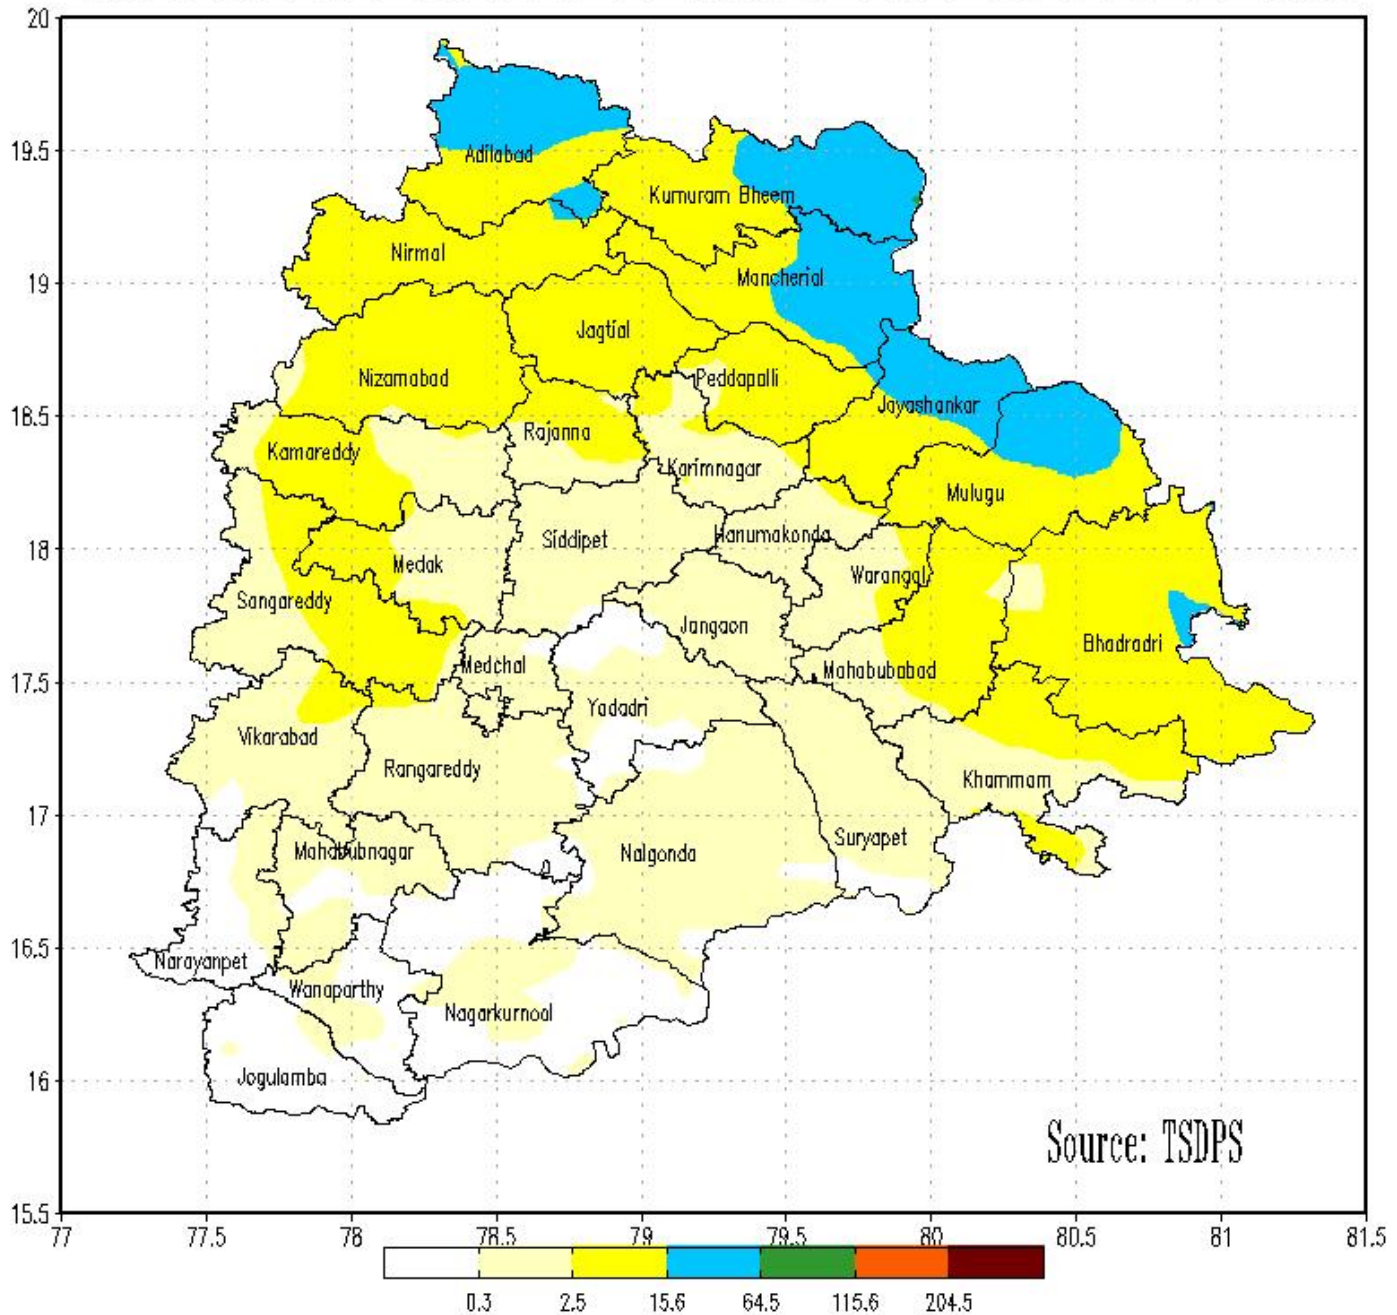 20
19.5
19
18.5
18
17.5
17
16.5
16
15.5
77
77.5
78
78.5
79
79.5
80
80.5
81
81.5
Adilabad
Kumuram Bheem
Nirmal
Mancherial
Jagtial
Nizamabad
Peddapalli
Jayashankar
Rajanna
Kamareddy
Karimnagar
Mulugu
Siddipet
Hanumakonda
Medak
Warangal
Sangareddy
Jangaon
Bhadradri
Medchal
Mahabubabad
Yadadri
Vikarabad
Rangareddy
Khammam
Mahabubnagar
Nalgonda
Suryapet
Narayanpet
Wanaparthy
Nagarkurnool
Jogulamba
Source: TSDPS
0.3
2.5
15.6
64.5
115.6
204.5